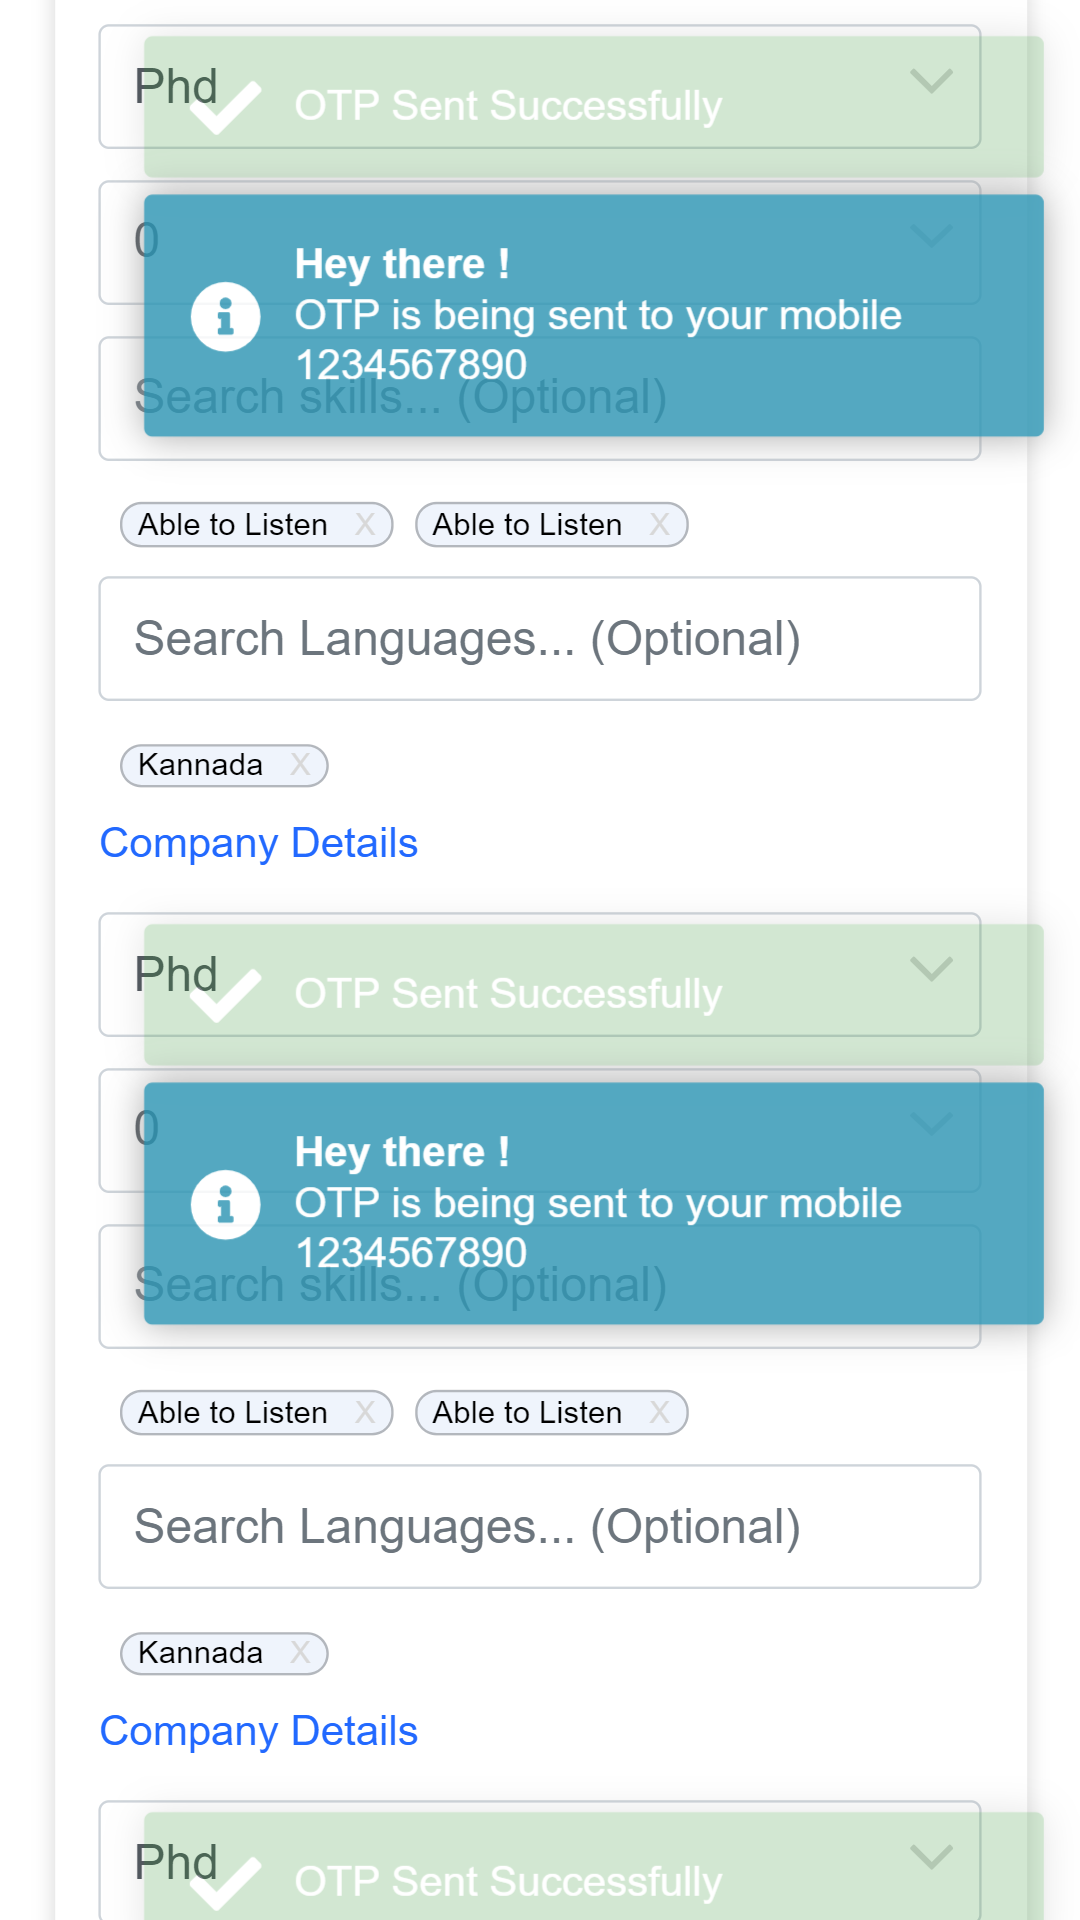 Phd
OTP Sent Successfully
0
Hey there !
OTP is being sent to your mobile
1234567890
Search skills... (Optional)
Able to Listen X Able to Listen X
Search Languages... (Optional)
Kannada X
Company Details
Phd
OTP Sent Successfully
0
Hey there !
OTP is being sent to your mobile
1234567890
Search skills... (Optional)
Able to Listen X Able to Listen X
Search Languages... (Optional)
Kannada X
Company Details
Phd
OTP Sent Successfully